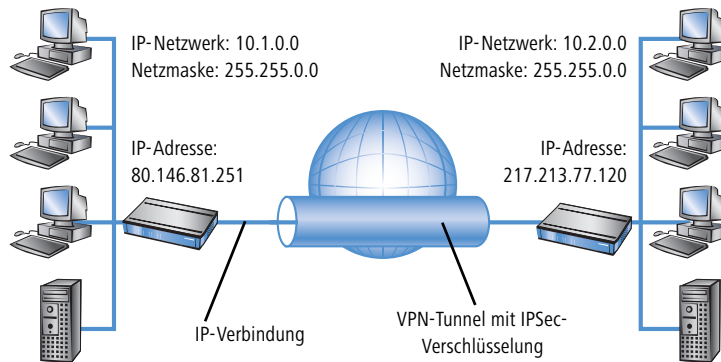 IP-Netzwerk: 10.1.0.0
Netzmaske: 255.255.0.0
IP-Netzwerk: 10.2.0.0
Netzmaske: 255.255.0.0
IP-Adresse:
80.146.81.251
IP-Adresse:
217.213.77.120
IP-Verbindung
VPN-Tunnel mit IPSec-
Verschlüsselung